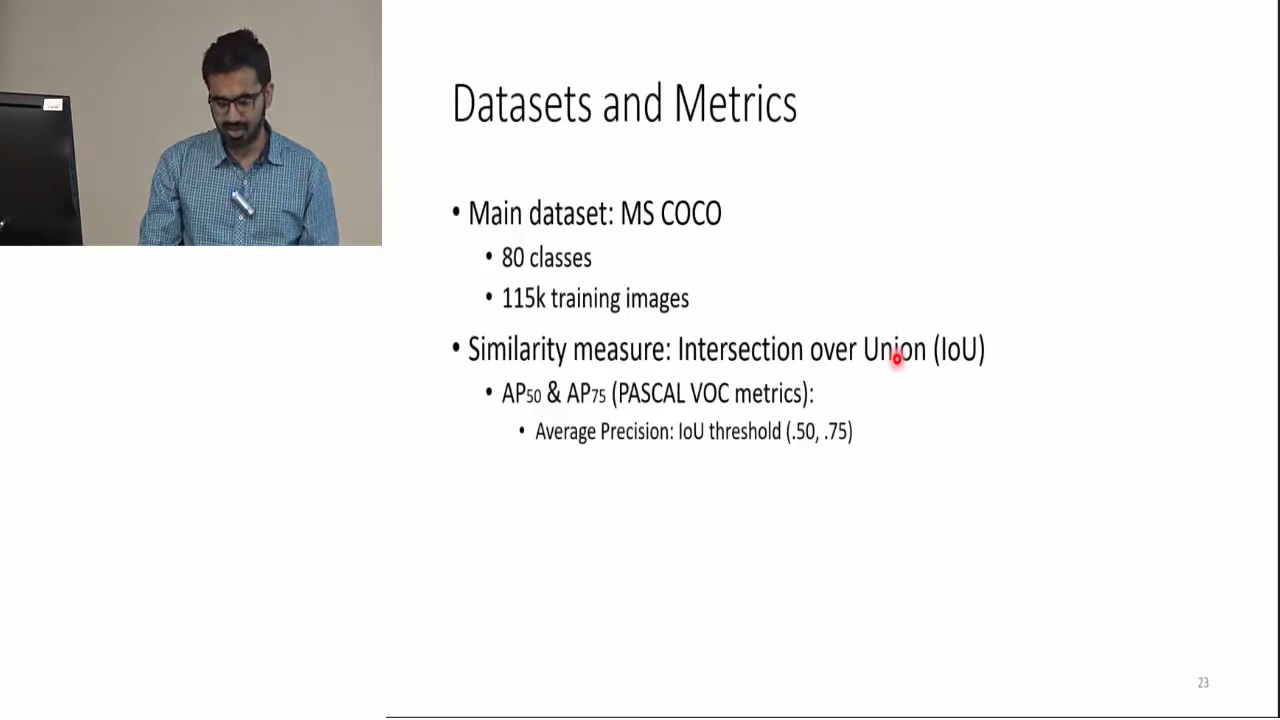 Datasets and Metrics
• Main dataset: MS COCO
• 80 classes
• 115k training images
• Similarity measure: Intersection over Union (IoU)
• AP50 & AP75 (PASCAL VOC metrics):
• Average Precision: IoU threshold (.50, .75)
23